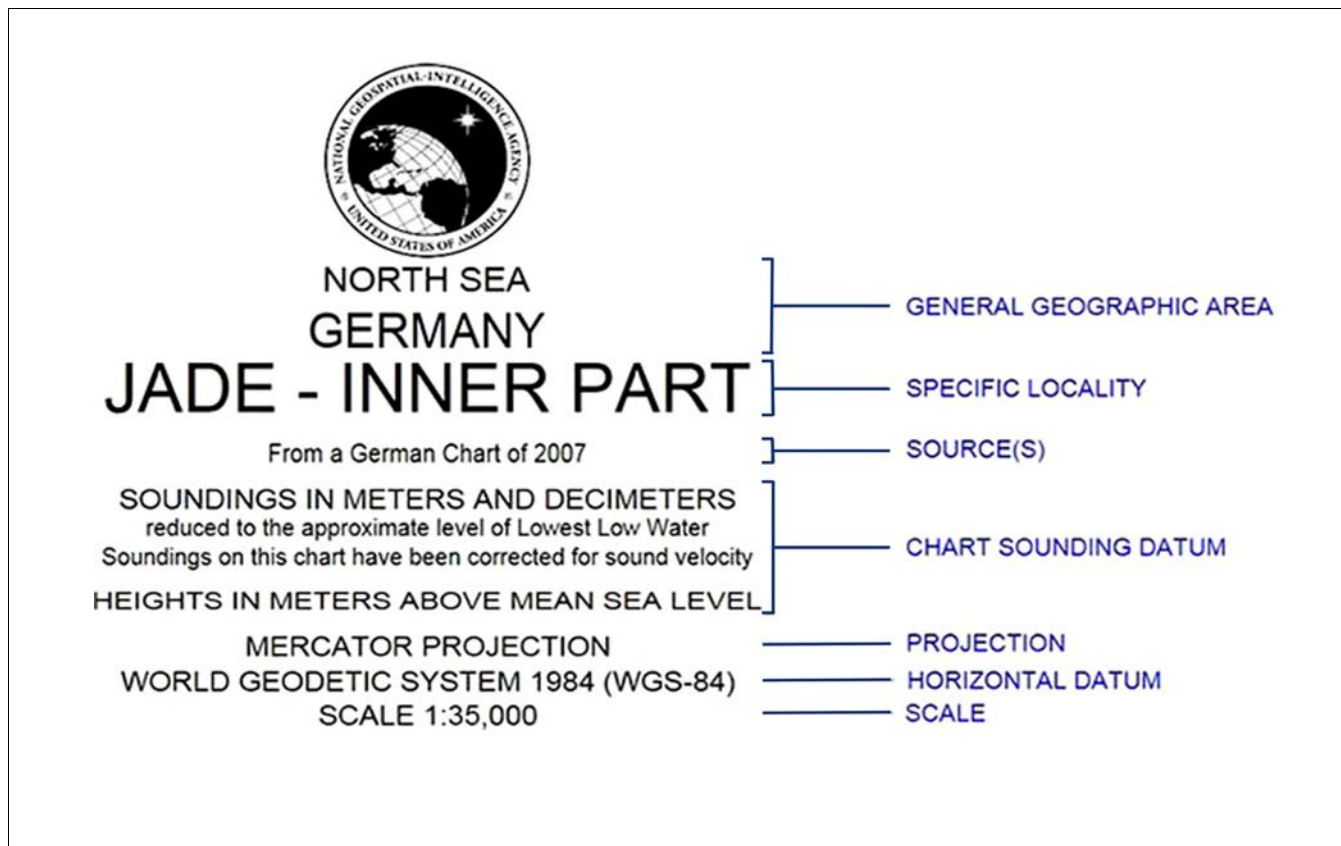 NATIONAL GEOSPATIAL-INTELLIGENCE AGENCY
UNITED STATES OF AMERICA
NORTH SEA
GERMANY
GENERAL GEOGRAPHIC AREA
JADE - INNER PART
SPECIFIC LOCALITY
From a German Chart of 2007
SOURCE(S)
SOUNDINGS IN METERS AND DECIMETERS
reduced to the approximate level of Lowest Low Water
Soundings on this chart have been corrected for sound velocity
HEIGHTS IN METERS ABOVE MEAN SEA LEVEL
CHART SOUNDING DATUM
MERCATOR PROJECTION
PROJECTION
WORLD GEODETIC SYSTEM 1984 (WGS-84)
HORIZONTAL DATUM
SCALE 1:35,000
SCALE